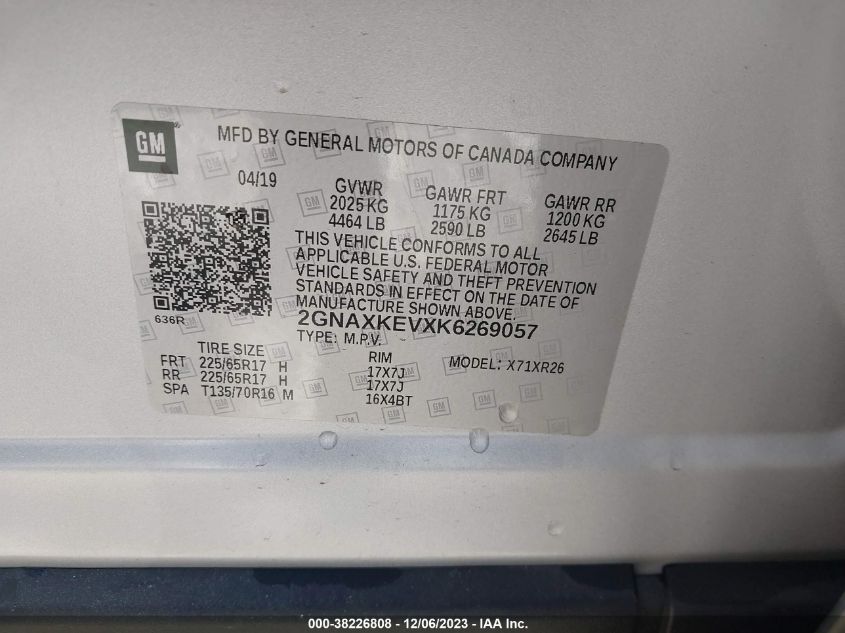 GM
MFD BY GENERAL MOTORS OF CANADA COMPANY
04/19
GVWR
2025 KG
4464 LB
GAWR FRT
1175 KG
2590 LB
GAWR RR
1200 KG
2645 LB
THIS VEHICLE CONFORMS TO ALL
APPLICABLE U.S. FEDERAL MOTOR
VEHICLE SAFETY AND THEFT PREVENTION
STANDARDS IN EFFECT ON THE DATE OF
MANUFACTURE SHOWN ABOVE.
636R
2GNAXKEVXK6269057
TYPE: M.P.V.
MODEL: X71XR26
TIRE SIZE RIM
FRT 225/65R17 H 17X7J
RR 225/65R17 H 17X7J
SPA T135/70R16 M 16X4BT
000-38226808 - 12/06/2023 - IAA Inc.